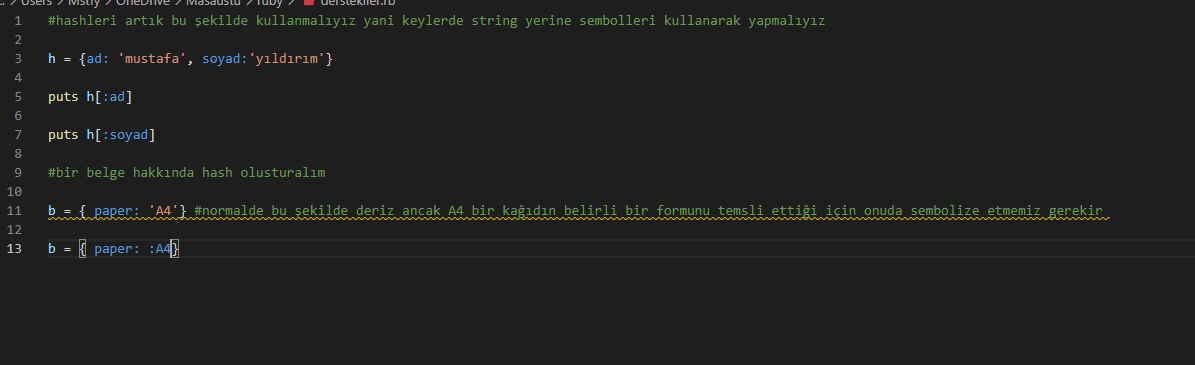 Users > Mstfy > OneDrive > Masaüstü > ruby > derstekiler.rb
1 #hashleri artık bu şekilde kullanmalıyız yani keylerde string yerine sembolleri kullanarak yapmalıyız
2
3 h = {ad: 'mustafa', soyad:'yıldırım'}
4
5 puts h[:ad]
6
7 puts h[:soyad]
8
9 #bir belge hakkında hash olusturalım
10
11 b = { paper: 'A4'} #normalde bu şekilde deriz ancak A4 bir kağıdın belirli bir formunu temsli ettiği için onuda sembolize etmemiz gerekir
12
13 b = { paper: :A4}